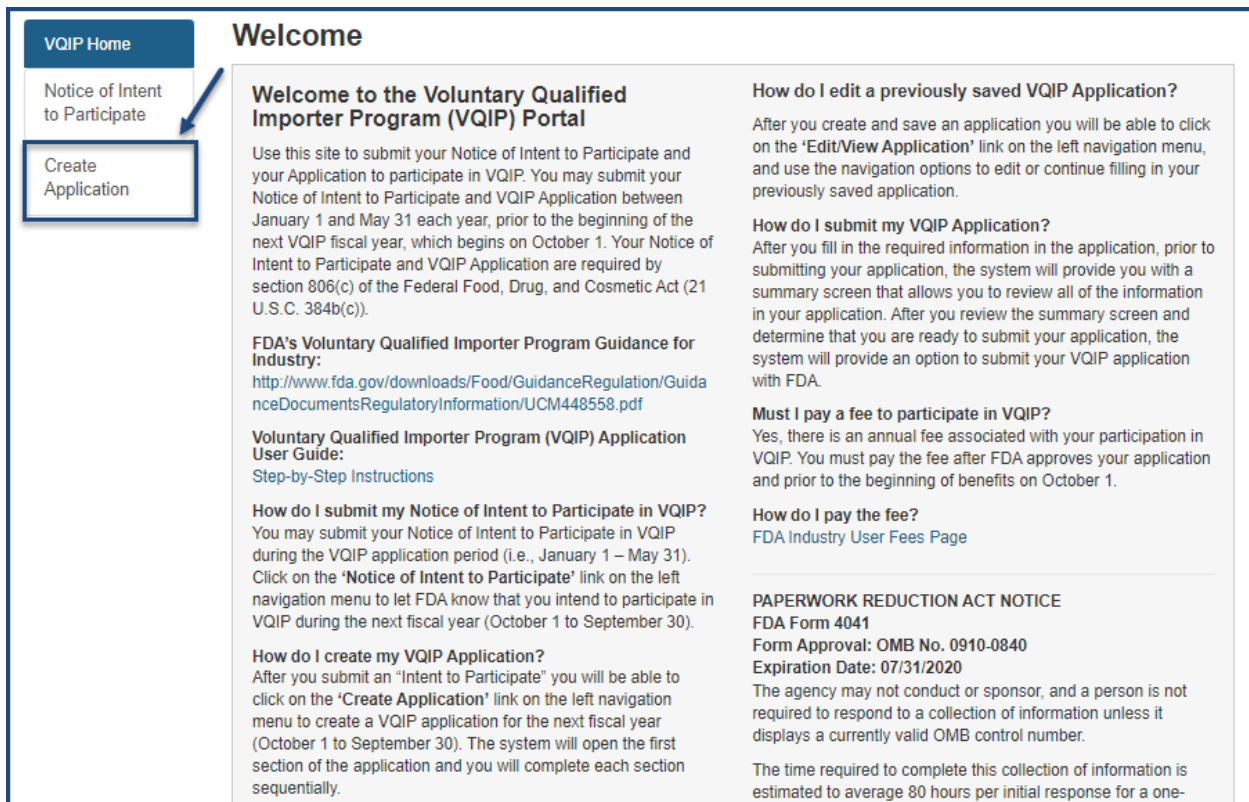 VQIP Home
Notice of Intent
to Participate
Create
Application
Welcome
Welcome to the Voluntary Qualified
Importer Program (VQIP) Portal
Use this site to submit your Notice of Intent to Participate and
your Application to participate in VQIP. You may submit your
Notice of Intent to Participate and VQIP Application between
January 1 and May 31 each year, prior to the beginning of the
next VQIP fiscal year, which begins on October 1. Your Notice of
Intent to Participate and VQIP Application are required by
section 806(c) of the Federal Food, Drug, and Cosmetic Act (21
U.S.C. 384b(c)).
FDA's Voluntary Qualified Importer Program Guidance for
Industry:
http://www.fda.gov/downloads/Food/GuidanceRegulation/Guida
nceDocumentsRegulatoryInformation/UCM448558.pdf
Voluntary Qualified Importer Program (VQIP) Application
User Guide:
Step-by-Step Instructions
How do I submit my Notice of Intent to Participate in VQIP?
You may submit your Notice of Intent to Participate in VQIP
during the VQIP application period (i.e., January 1 – May 31).
Click on the ‘Notice of Intent to Participate’ link on the left
navigation menu to let FDA know that you intend to participate in
VQIP during the next fiscal year (October 1 to September 30).
How do I create my VQIP Application?
After you submit an “Intent to Participate” you will be able to
click on the ‘Create Application’ link on the left navigation
menu to create a VQIP application for the next fiscal year
(October 1 to September 30). The system will open the first
section of the application and you will complete each section
sequentially.
How do I edit a previously saved VQIP Application?
After you create and save an application you will be able to click
on the ‘Edit/View Application’ link on the left navigation menu,
and use the navigation options to edit or continue filling in your
previously saved application.
How do I submit my VQIP Application?
After you fill in the required information in the application, prior to
submitting your application, the system will provide you with a
summary screen that allows you to review all of the information
in your application. After you review the summary screen and
determine that you are ready to submit your application, the
system will provide an option to submit your VQIP application
with FDA.
Must I pay a fee to participate in VQIP?
Yes, there is an annual fee associated with your participation in
VQIP. You must pay the fee after FDA approves your application
and prior to the beginning of benefits on October 1.
How do I pay the fee?
FDA Industry User Fees Page
PAPERWORK REDUCTION ACT NOTICE
FDA Form 4041
Form Approval: OMB No. 0910-0840
Expiration Date: 07/31/2020
The agency may not conduct or sponsor, and a person is not
required to respond to a collection of information unless it
displays a currently valid OMB control number.
The time required to complete this collection of information is
estimated to average 80 hours per initial response for a one-